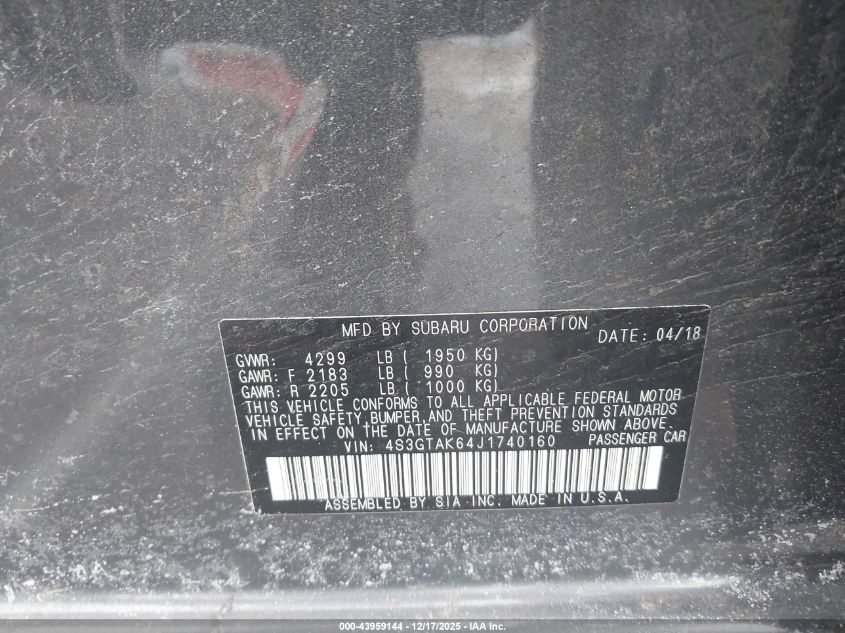 MFD BY SUBARU CORPORATION
DATE: 04/18
GVWR: 4299 LB ( 1950 KG)
GAWR: F 2183 LB ( 990 KG)
GAWR: R 2205 LB ( 1000 KG)
THIS VEHICLE CONFORMS TO ALL APPLICABLE FEDERAL MOTOR
VEHICLE SAFETY,BUMPER,AND THEFT PREVENTION STANDARDS
IN EFFECT ON THE DATE OF MANUFACTURE SHOWN ABOVE.
VIN: 4S3GTAK64J1740160 PASSENGER CAR
ASSEMBLED BY S.I.A INC. MADE IN U.S.A.
000-43959144 - 12/17/2025 - IAA Inc.